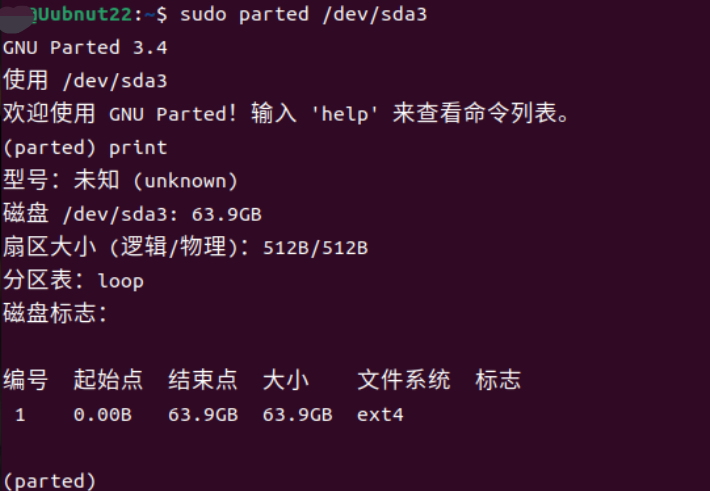 @Uubnut22:~$ sudo parted /dev/sda3
GNU Parted 3.4
使用 /dev/sda3
欢迎使用 GNU Parted！输入 'help' 来查看命令列表。
(parted) print
型号：未知 (unknown)
磁盘 /dev/sda3: 63.9GB
扇区大小 (逻辑/物理)：512B/512B
分区表：loop
磁盘标志：
编号 起始点 结束点 大小 文件系统 标志
1 0.00B 63.9GB 63.9GB ext4
(parted)